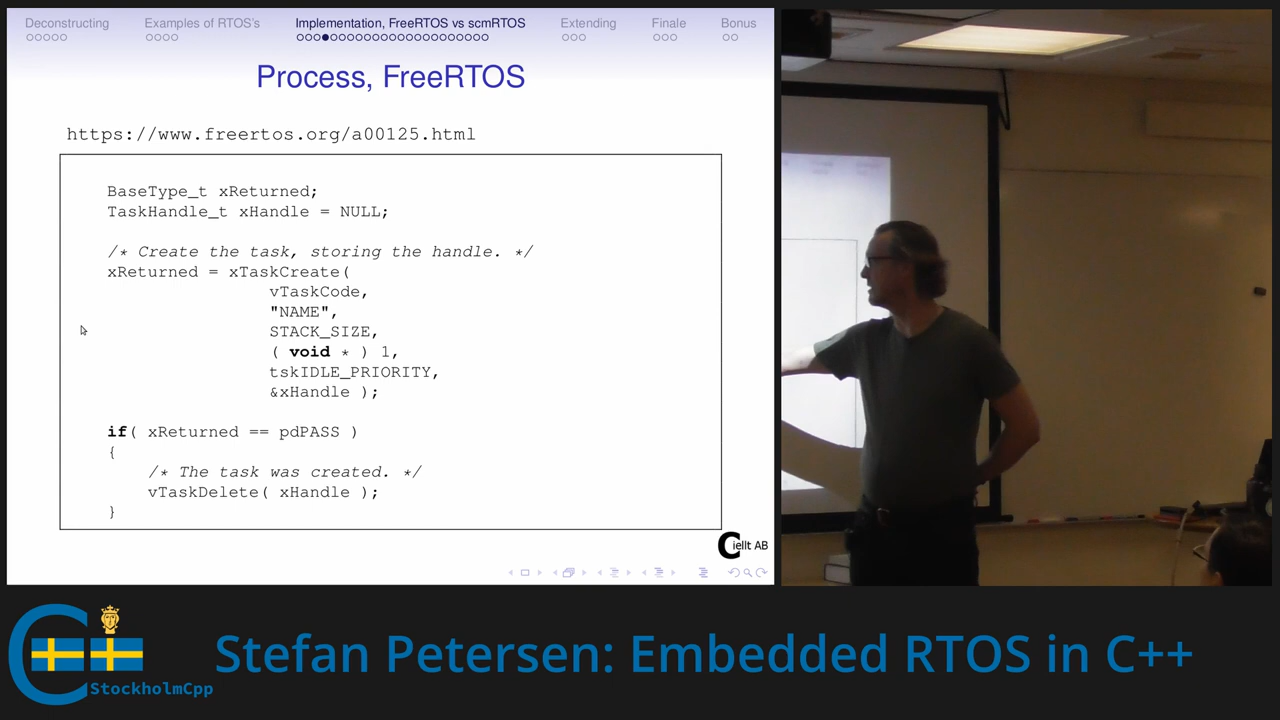 Deconstructing
Examples of RTOS's
Implementation, FreeRTOS vs scmRTOS
Extending
Finale
Bonus
Process, FreeRTOS
https://www.freertos.org/a00125.html
BaseType_t xReturned;
TaskHandle_t xHandle = NULL;
/* Create the task, storing the handle. */
xReturned = xTaskCreate(
vTaskCode,
"NAME",
STACK_SIZE,
( void * ) 1,
tskIDLE_PRIORITY,
&xHandle );
if( xReturned == pdPASS )
{
/* The task was created. */
vTaskDelete( xHandle );
}
Ciellt AB
StockholmCpp
Stefan Petersen: Embedded RTOS in C++